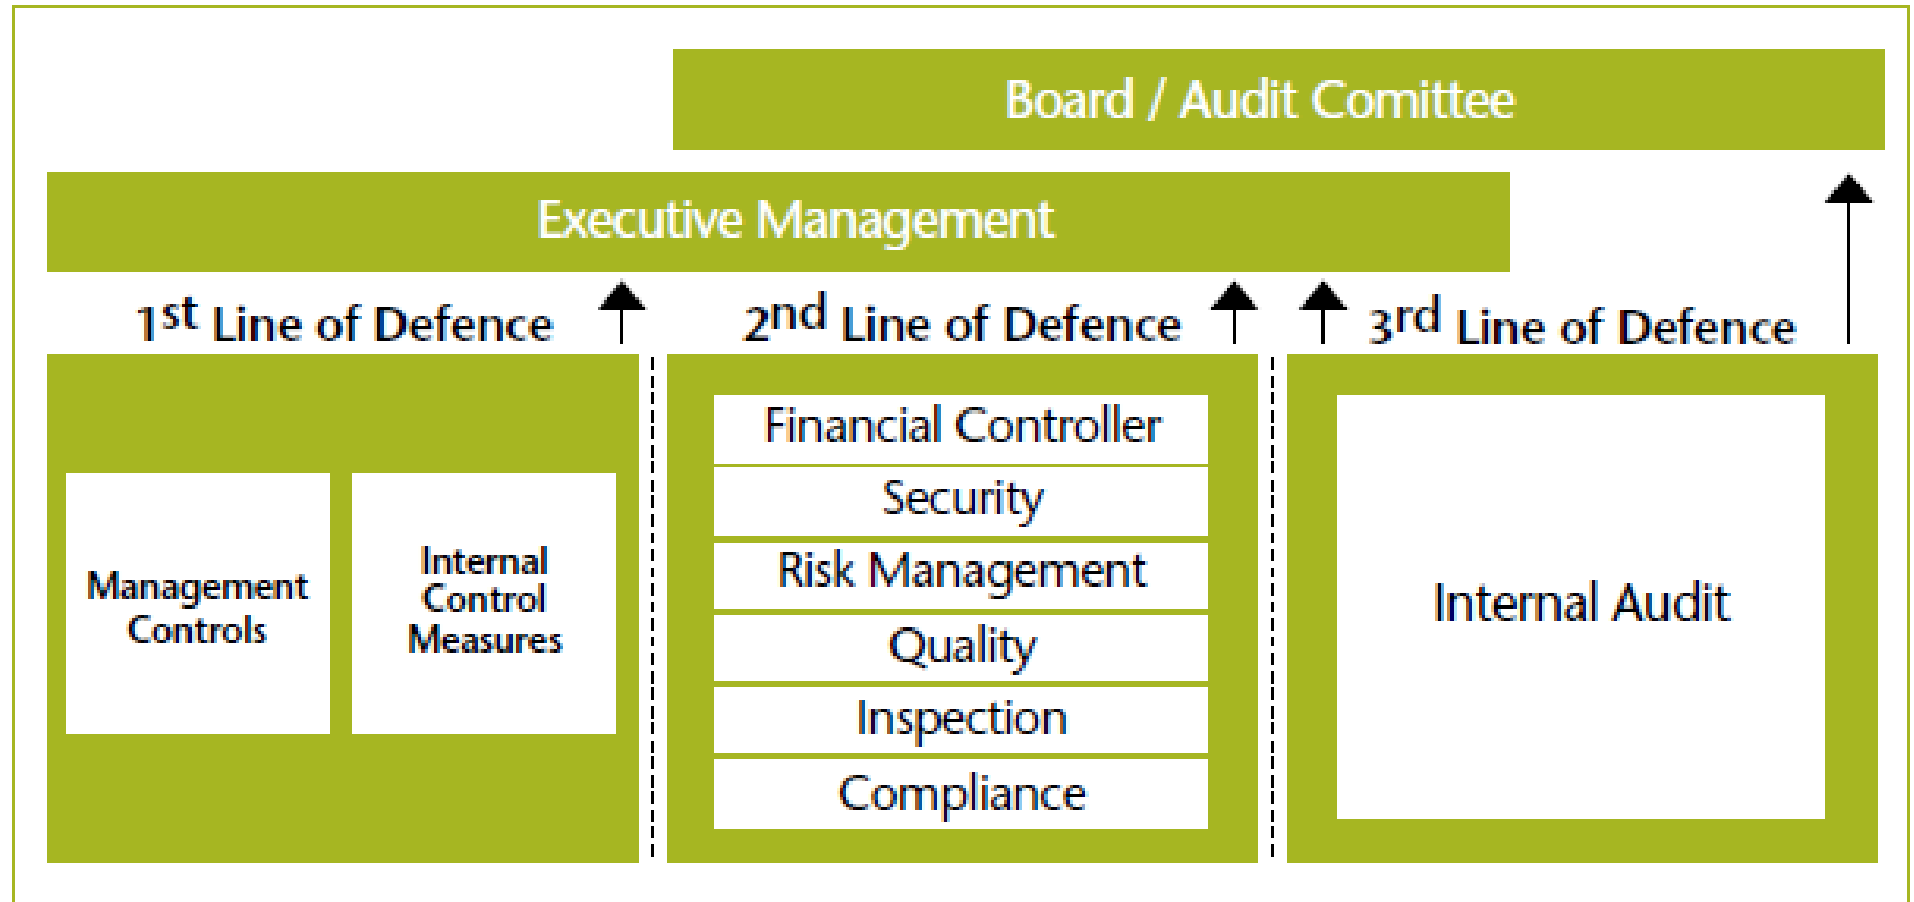 Board / Audit Comittee
Executive Management
1st Line of Defence
2nd Line of Defence
3rd Line of Defence
Management
Controls
Internal
Control
Measures
Financial Controller
Security
Risk Management
Quality
Inspection
Compliance
Internal Audit